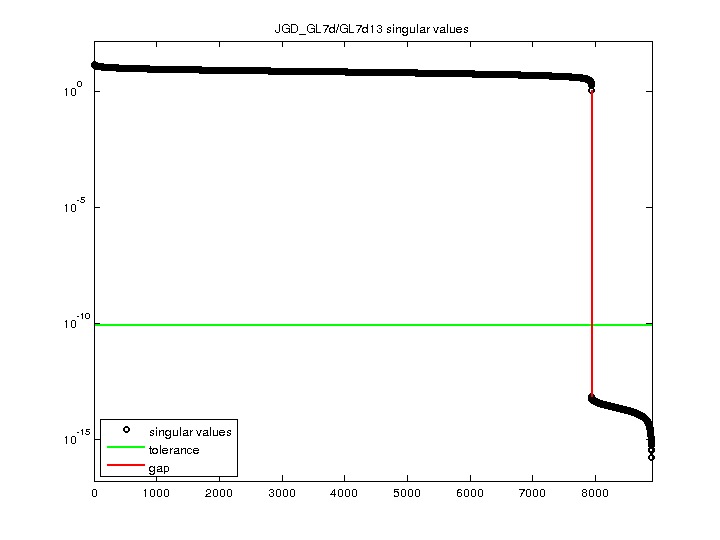 JGD_GL7d/GL7d13 singular values
10^0
10^-5
10^-10
10^-15
singular values
tolerance
gap
0 1000 2000 3000 4000 5000 6000 7000 8000